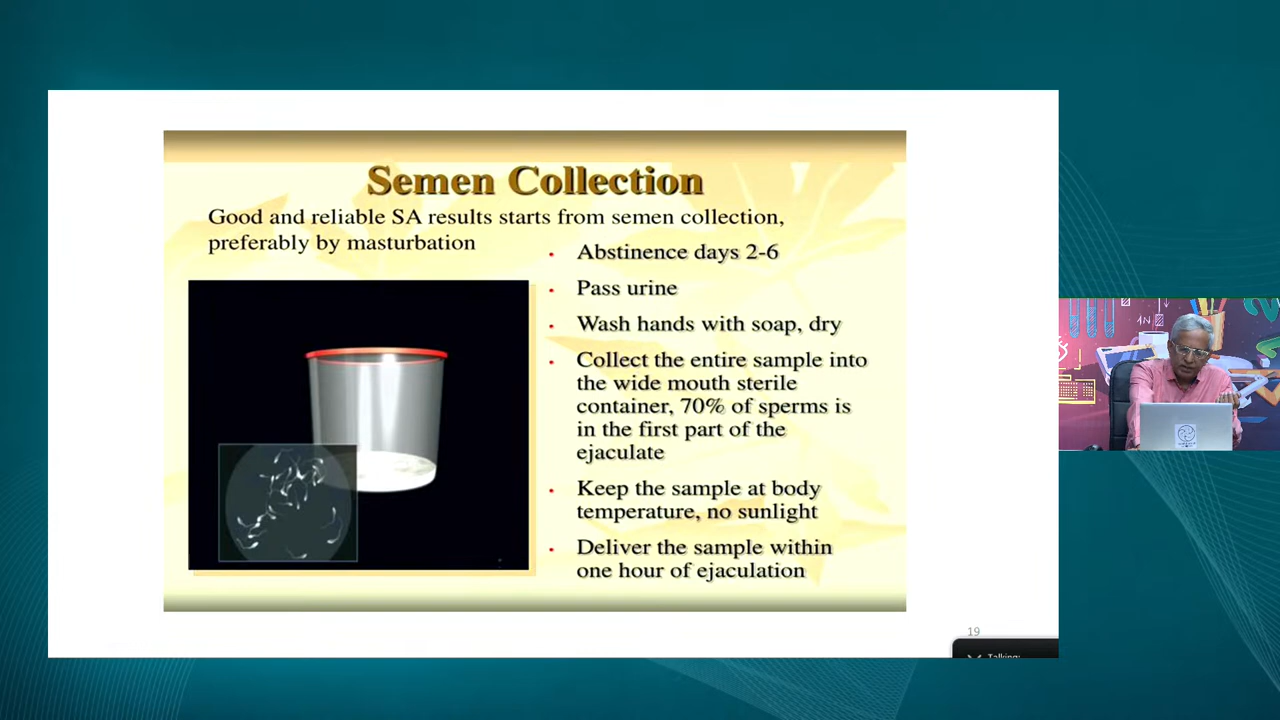 Semen Collection
Good and reliable SA results starts from semen collection,
preferably by masturbation
• Abstinence days 2-6
• Pass urine
• Wash hands with soap, dry
• Collect the entire sample into
the wide mouth sterile
container, 70% of sperms is
in the first part of the
ejaculate
• Keep the sample at body
temperature, no sunlight
• Deliver the sample within
one hour of ejaculation
19
Talking: